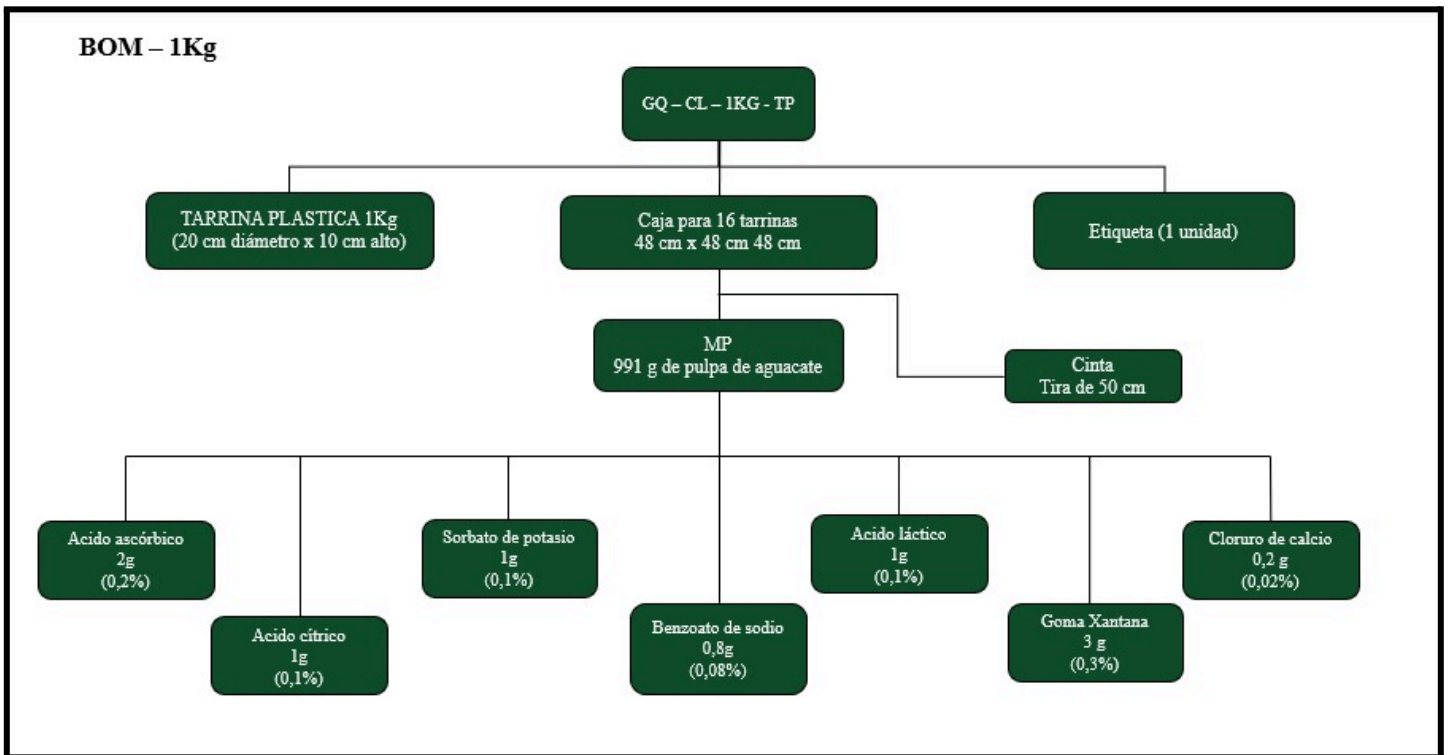 BOM – 1Kg
GQ – CL – 1KG - TP
TARRINA PLASTICA 1Kg
(20 cm diámetro x 10 cm alto)
Caja para 16 tarrinas
48 cm x 48 cm 48 cm
Etiqueta (1 unidad)
MP
991 g de pulpa de aguacate
Cinta
Tira de 50 cm
Acido ascórbico
2g
(0,2%)
Acido cítrico
1g
(0,1%)
Sorbato de potasio
1g
(0,1%)
Benzoato de sodio
0,8g
(0,08%)
Acido láctico
1g
(0,1%)
Goma Xantana
3 g
(0,3%)
Cloruro de calcio
0,2 g
(0,02%)